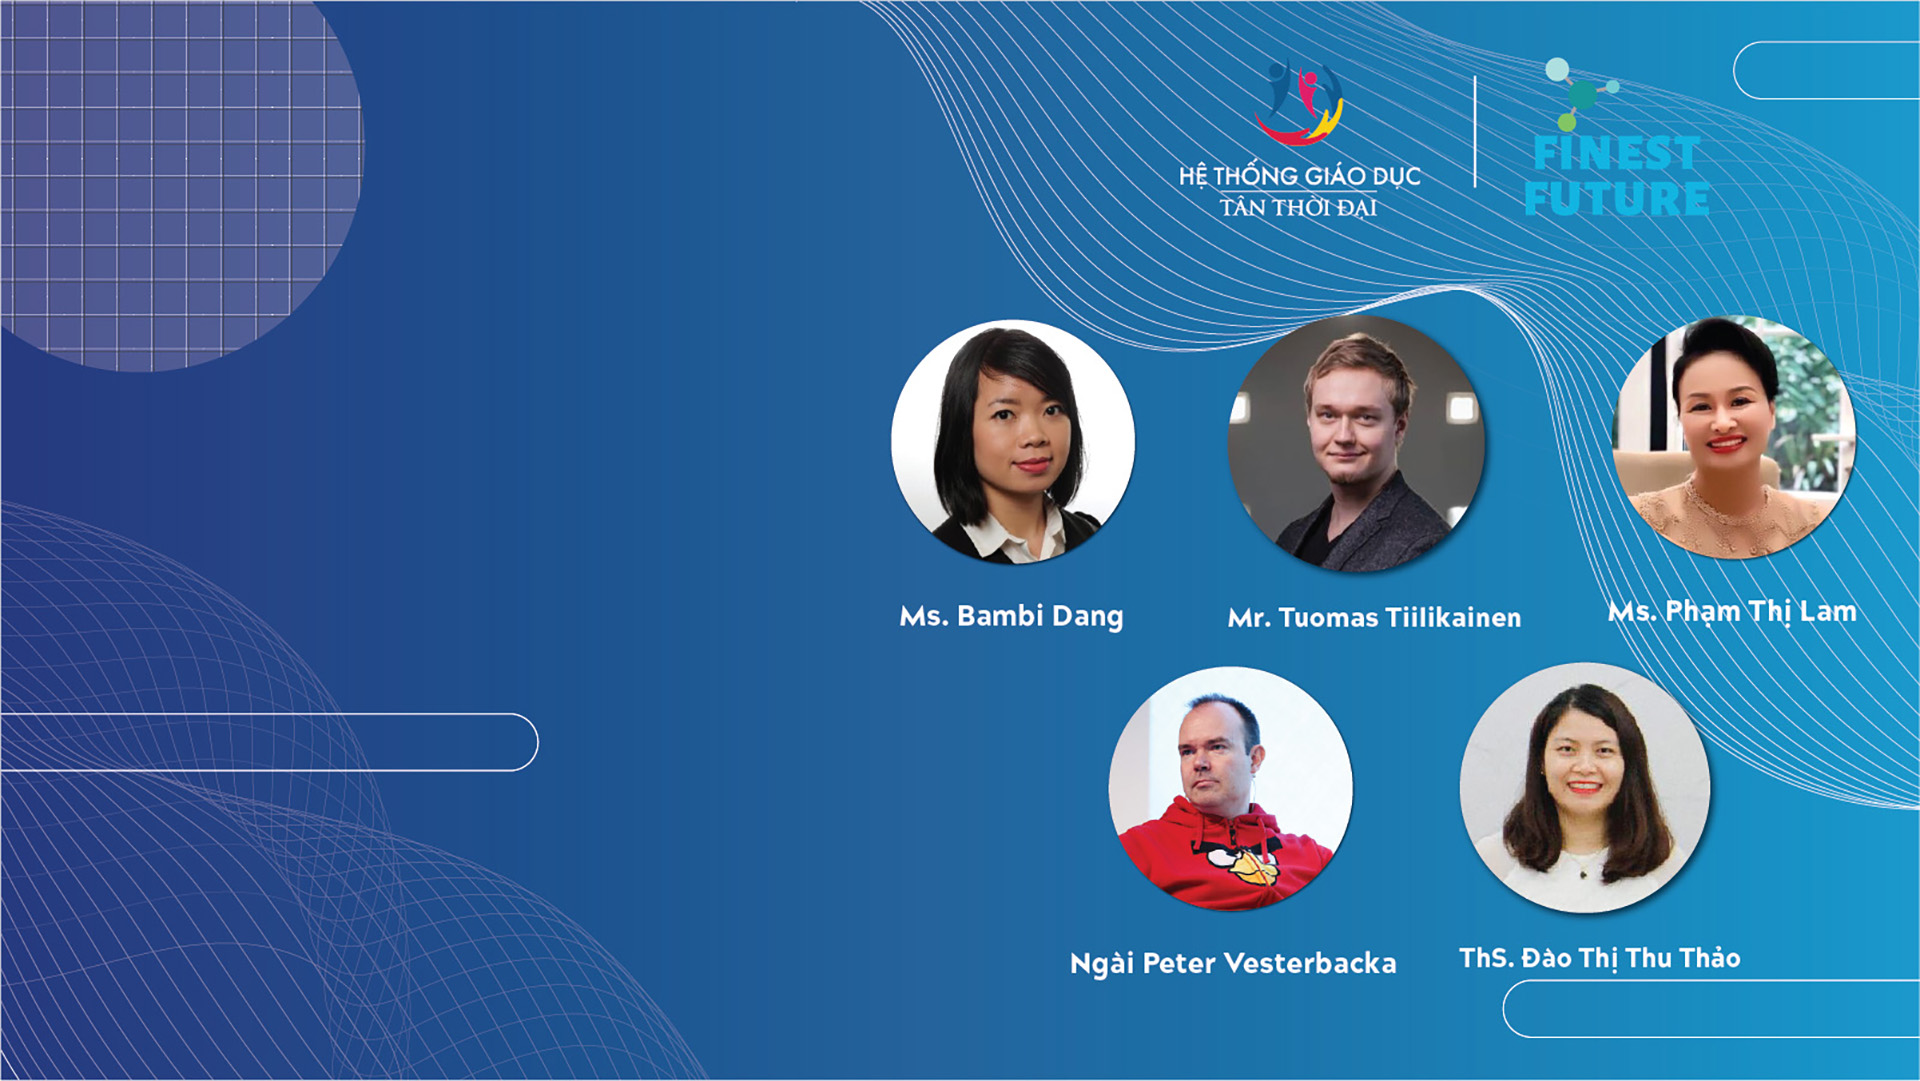 HỆ THỐNG GIÁO DỤC
TÂN THỜI ĐẠI
FINEST
FUTURE
Ms. Bambi Dang
Mr. Tuomas Tiilikainen
Ms. Phạm Thị Lam
Ngài Peter Vesterbacka
ThS. Đào Thị Thu Thảo